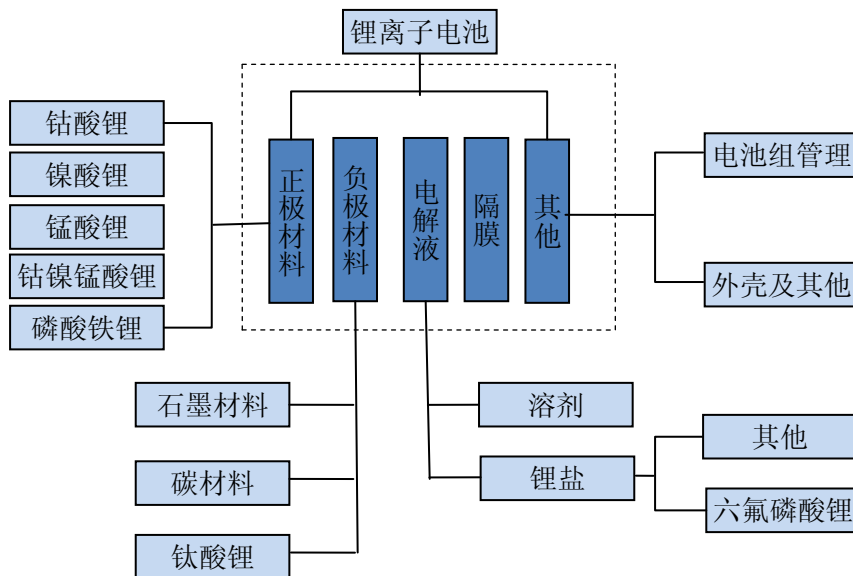 锂离子电池
钴酸锂
镍酸锂
锰酸锂
钴镍锰酸锂
磷酸铁锂
正极材料
负极材料
电解液
隔膜
其他
电池组管理
外壳及其他
石墨材料
碳材料
钛酸锂
溶剂
锂盐
其他
六氟磷酸锂